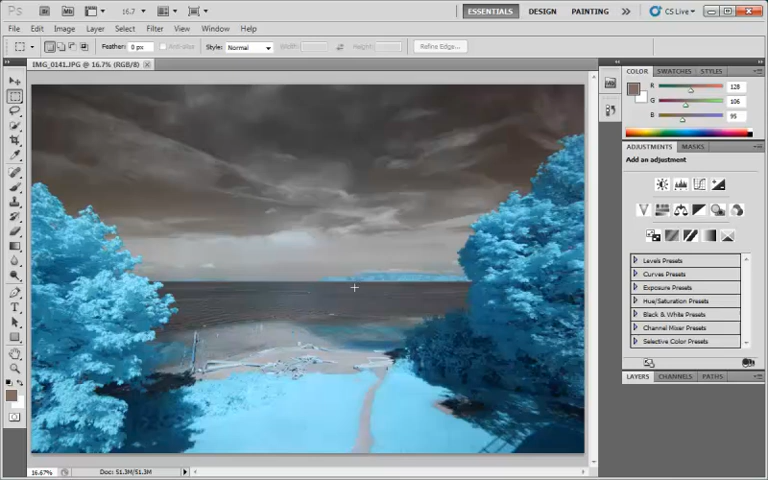 Ps Br Mb 16.7 ESSENTIALS DESIGN PAINTING CS Live
File Edit Image Layer Select Filter Analysis 3D View Window Help
Feather: 0 px Anti-alias Style: Normal Width: Height: Refine Edge...
IMG_0141.JPG @ 16.7% (RGB/8)
COLOR SWATCHES STYLES
R 128
G 106
B 95
ADJUSTMENTS MASKS
Add an adjustment
Levels Presets
Curves Presets
Exposure Presets
Hue/Saturation Presets
Black & White Presets
Channel Mixer Presets
Selective Color Presets
LAYERS CHANNELS PATHS
16.67% Doc: 51.3M/51.3M